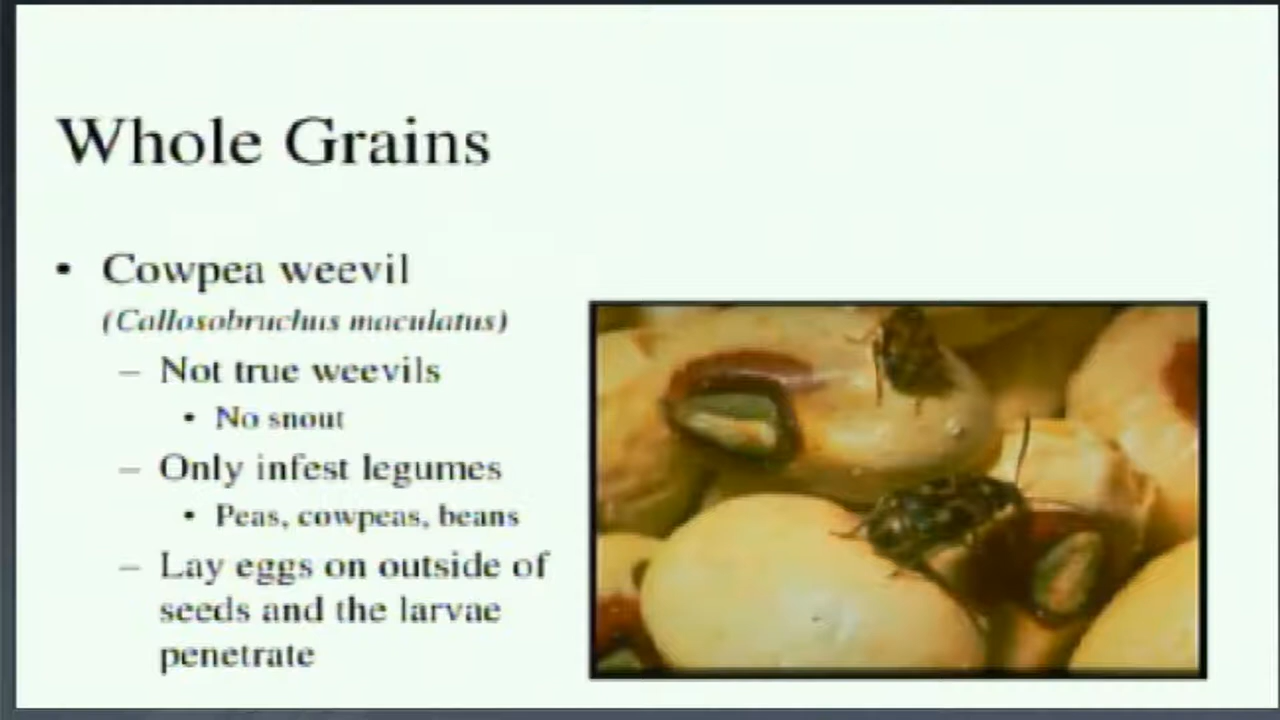 Whole Grains
• Cowpea weevil
(Callosobruchus maculatus)
– Not true weevils
• No snout
– Only infest legumes
• Peas, cowpeas, beans
– Lay eggs on outside of
seeds and the larvae
penetrate